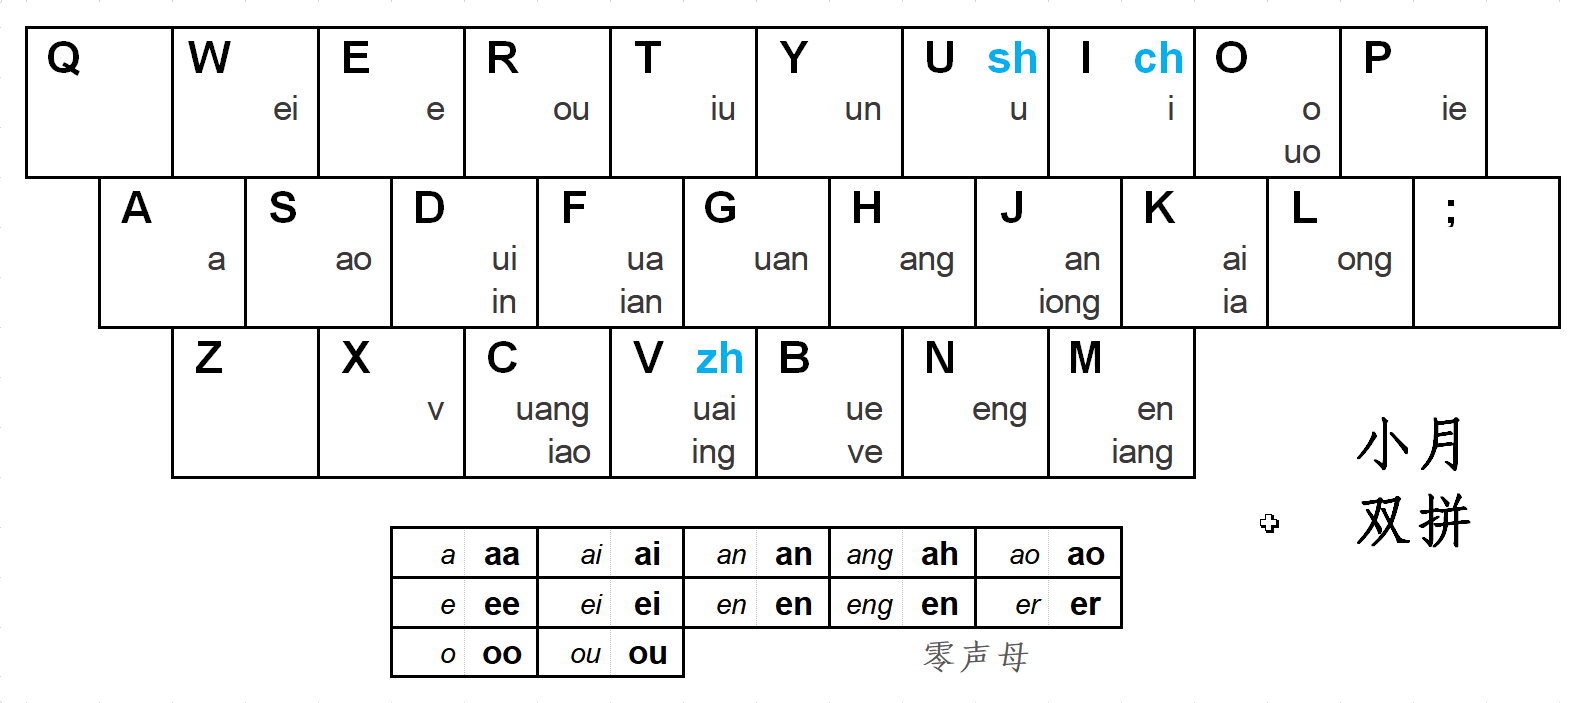 Q W E R T Y U sh I ch O P
ei e ou iu un u i o ie
uo
A S D F G H J K L ;
a ao ui ua uan ang an ai ong
in ian iong ia
Z X C V zh B N M
v uang uai ue eng en
iao ing ve iang
小月
双拼
a aa ai ai an an ang ah ao ao
e ee ei ei en en eng en er er
o oo ou ou
零声母